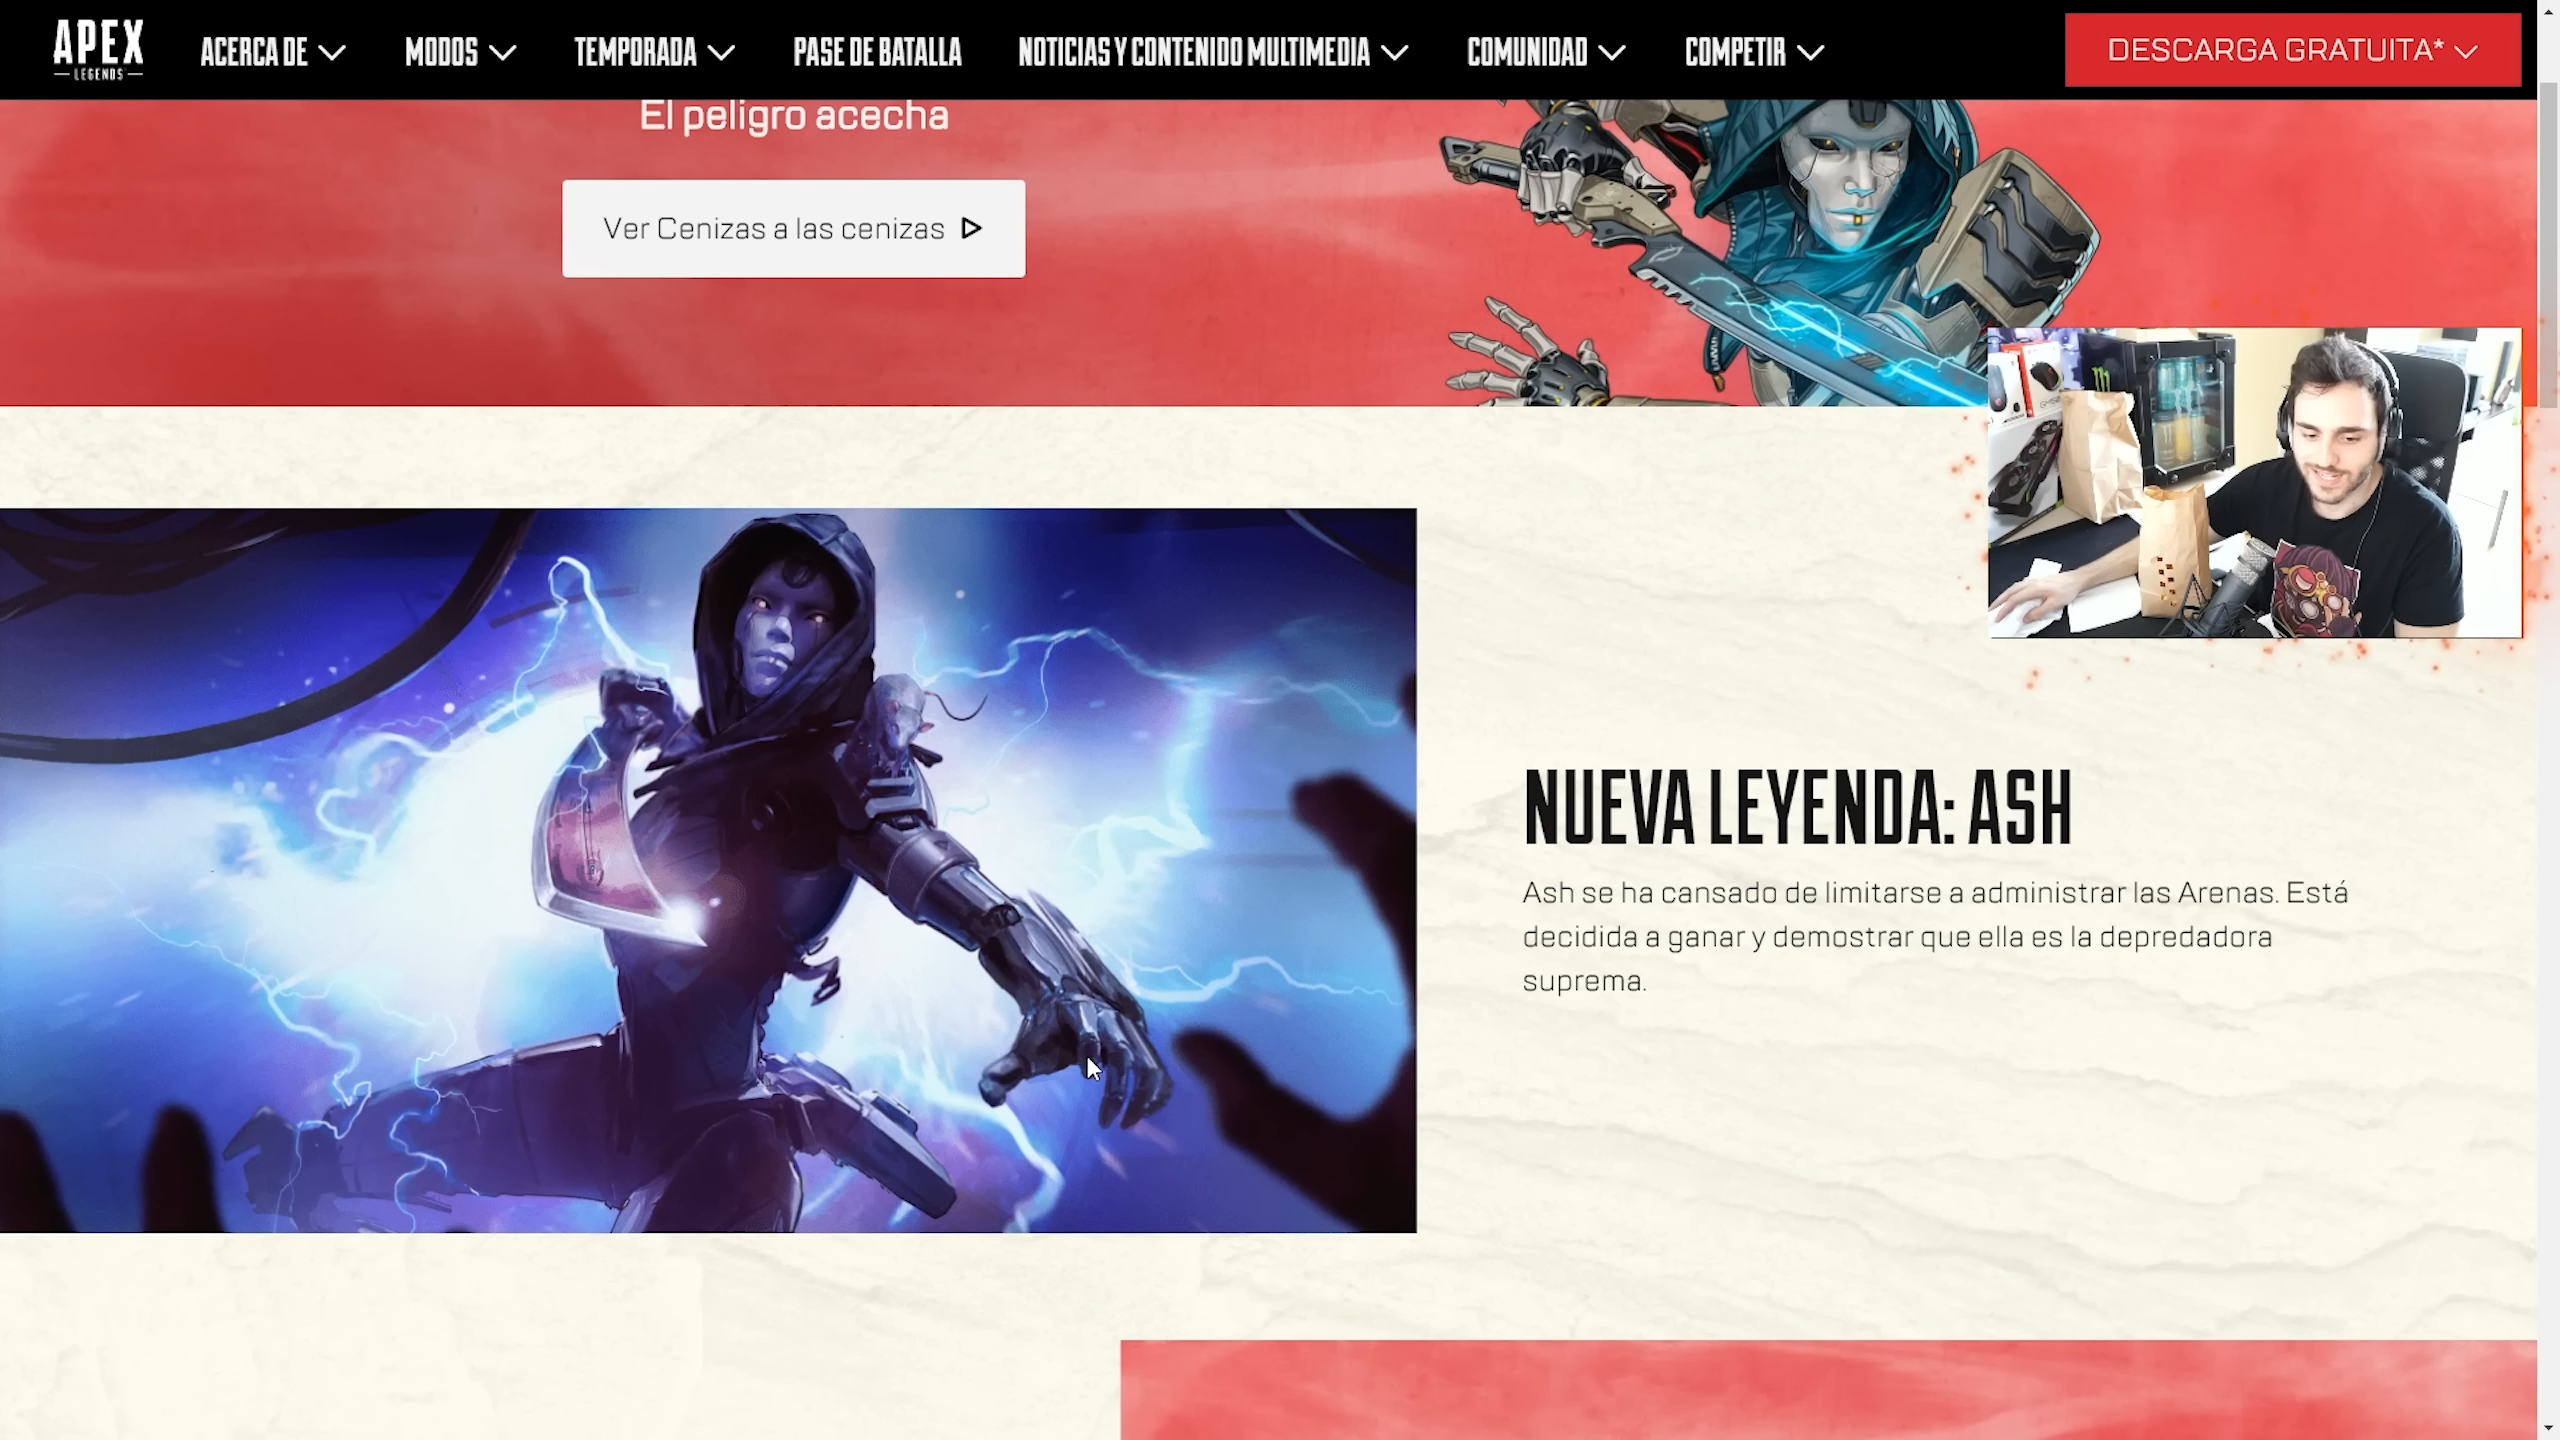 APEX
LEGENDS
ACERCA DE
MODOS
TEMPORADA
PASE DE BATALLA
NOTICIAS Y CONTENIDO MULTIMEDIA
COMUNIDAD
COMPETIR
DESCARGA GRATUITA*
El peligro acecha
Ver Cenizas a las cenizas
NUEVA LEYENDA: ASH
Ash se ha cansado de limitarse a administrar las Arenas. Está
decidida a ganar y demostrar que ella es la depredadora
suprema.